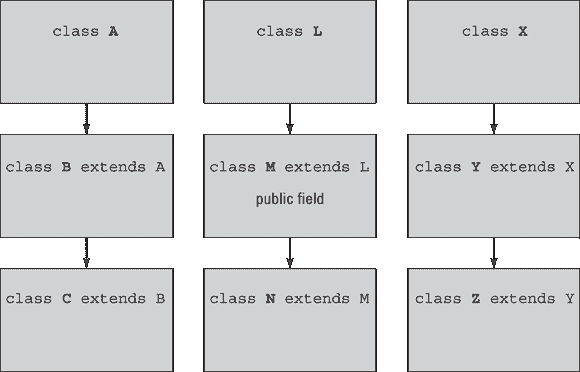 class A
class L
class X
class B extends A
class M extends L
public field
class Y extends X
class C extends B
class N extends M
class Z extends Y